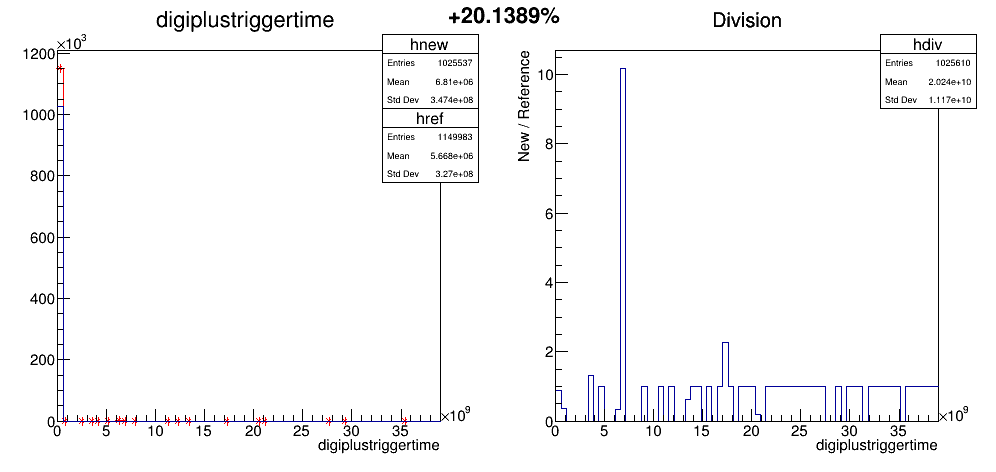 digiplustriggertime
+20.1389%
Division
×10³
hnew
Entries 1025537
Mean 6.81e+06
Std Dev 3.474e+08
href
Entries 1149983
Mean 5.668e+06
Std Dev 3.27e+08
1200
1000
800
600
400
200
0
0 5 10 15 20 25 30 35
×10⁹
digiplustriggertime
hdiv
Entries 1025610
Mean 2.024e+10
Std Dev 1.117e+10
New / Reference
10
8
6
4
2
0
0 5 10 15 20 25 30 35
×10⁹
digiplustriggertime